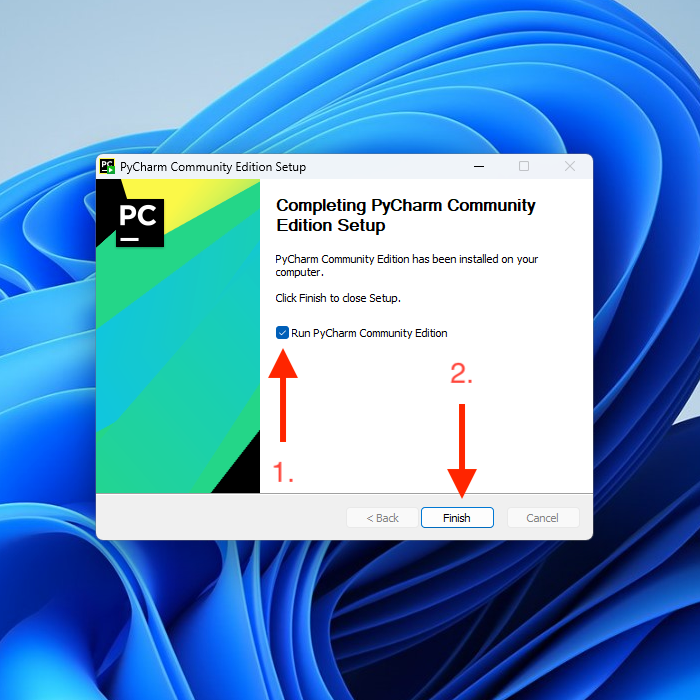 PC PyCharm Community Edition Setup
PC
Completing PyCharm Community
Edition Setup
PyCharm Community Edition has been installed on your
computer.
Click Finish to close Setup.
Run PyCharm Community Edition
2.
1.
< Back Finish Cancel